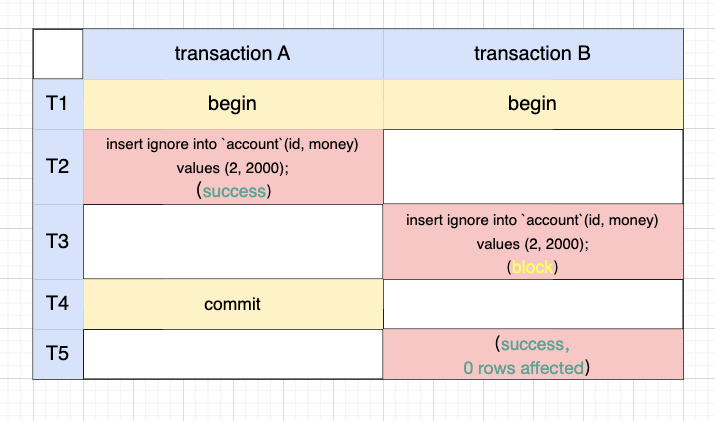 transaction A
transaction B
T1
begin
begin
T2
insert ignore into `account`(id, money)
values (2, 2000);
(success)
T3
insert ignore into `account`(id, money)
values (2, 2000);
(block)
T4
commit
T5
(success,
0 rows affected)